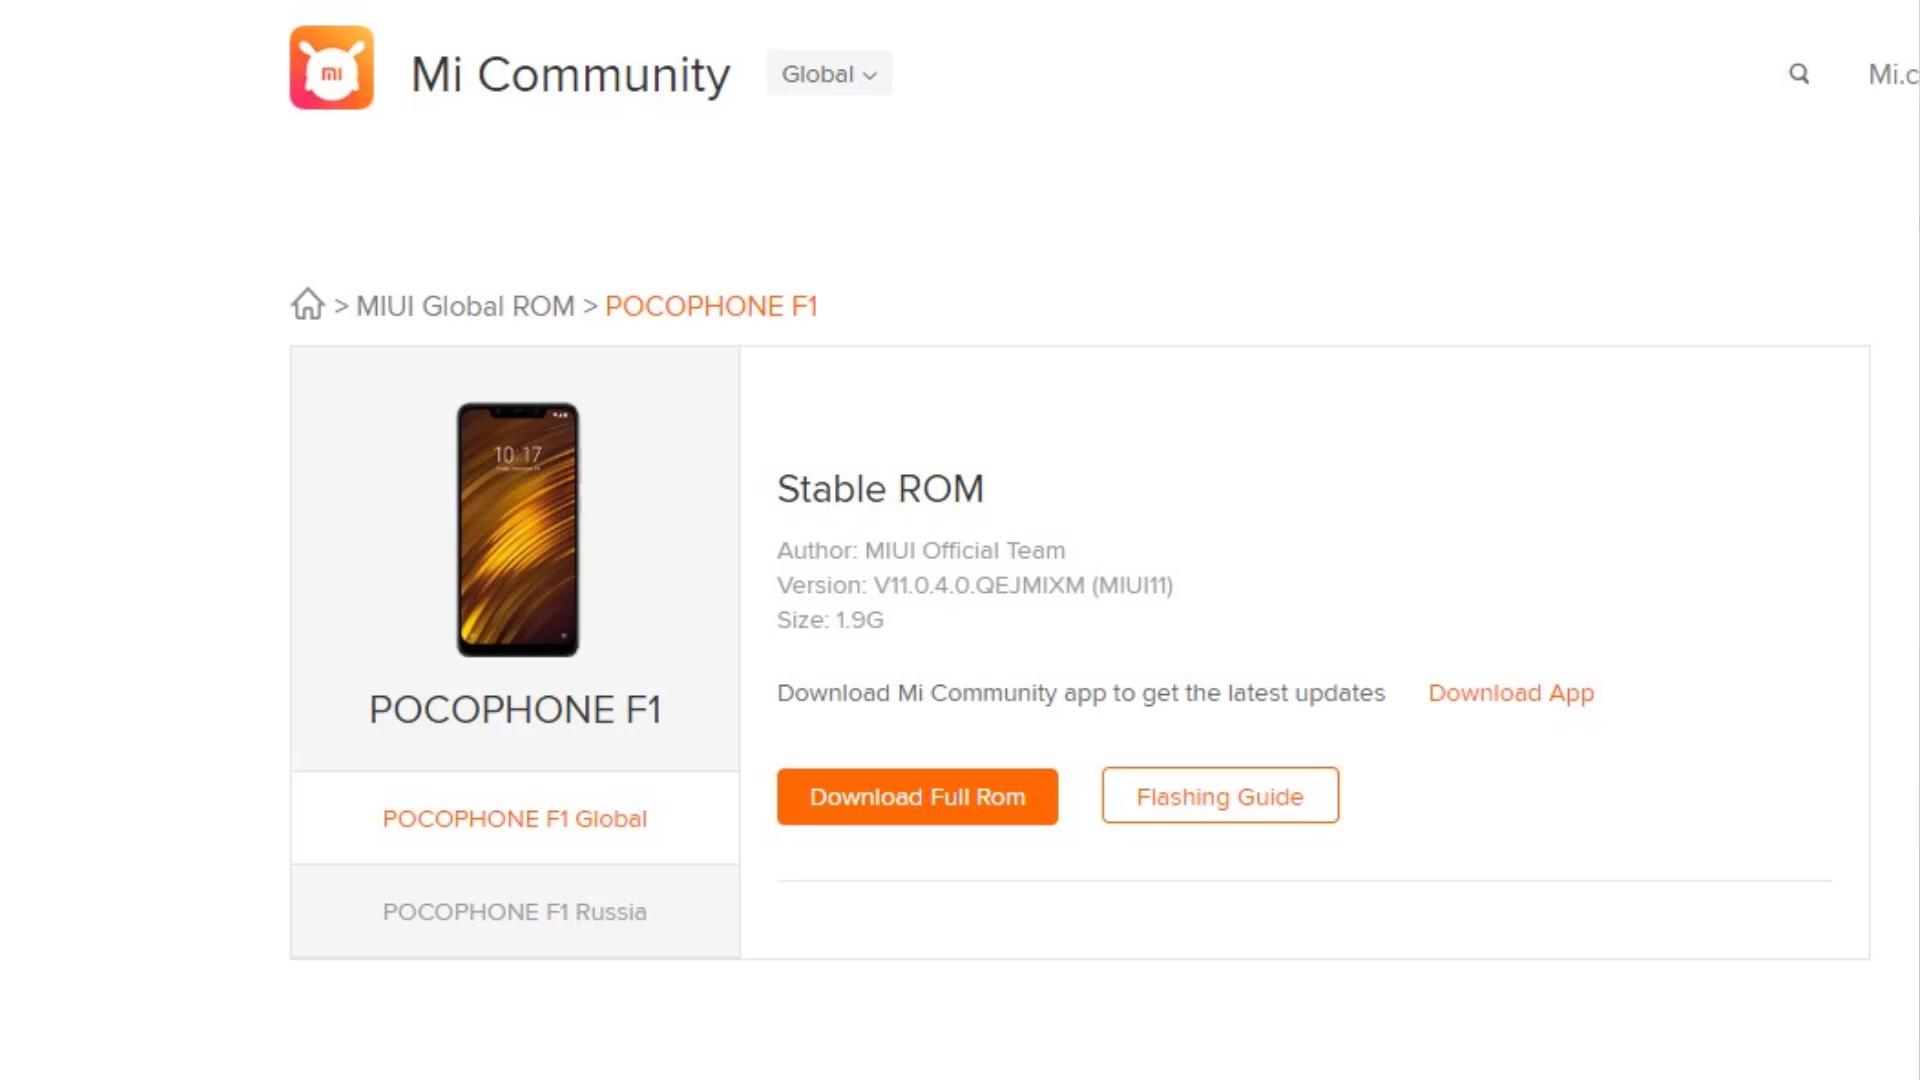 mi
Mi Community
Global
Mi.c
> MIUI Global ROM > POCOPHONE F1
10:17
POCOPHONE F1
POCOPHONE F1 Global
POCOPHONE F1 Russia
Stable ROM
Author: MIUI Official Team
Version: V11.0.4.0.QEJMIXM (MIUI11)
Size: 1.9G
Download Mi Community app to get the latest updates Download App
Download Full Rom
Flashing Guide